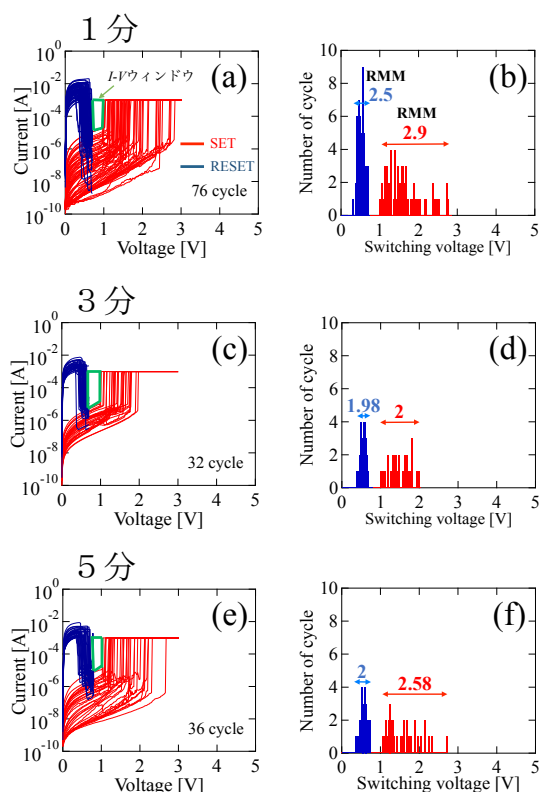 1分
(a)
I-Vウィンドウ
SET
RESET
76 cycle
Current [A]
10^0
10^-2
10^-4
10^-6
10^-8
10^-10
0 1 2 3 4 5
Voltage [V]
(b)
RMM
2.5
RMM
2.9
Number of cycle
10
8
6
4
2
0
0 1 2 3 4 5
Switching voltage [V]
3分
(c)
32 cycle
Current [A]
10^0
10^-2
10^-4
10^-6
10^-8
10^-10
0 1 2 3 4 5
Voltage [V]
(d)
1.98
2
Number of cycle
10
8
6
4
2
0
0 1 2 3 4 5
Switching voltage [V]
5分
(e)
36 cycle
Current [A]
10^0
10^-2
10^-4
10^-6
10^-8
10^-10
0 1 2 3 4 5
Voltage [V]
(f)
2
2.58
Number of cycle
10
8
6
4
2
0
0 1 2 3 4 5
Switching voltage [V]